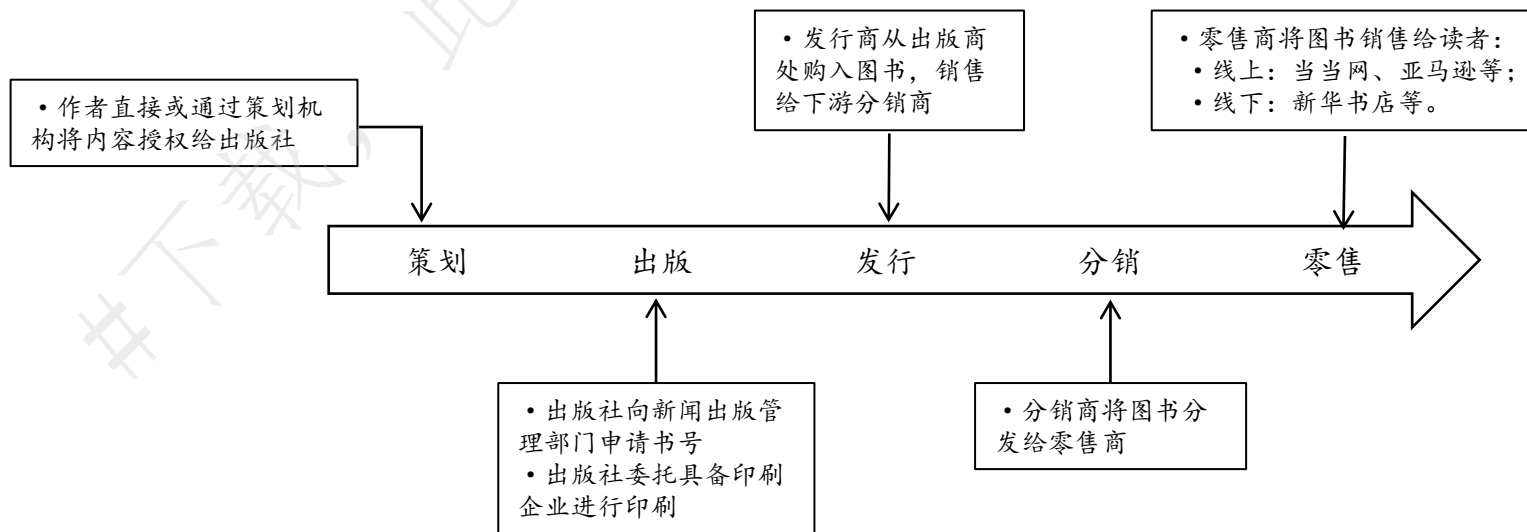 • 作者直接或通过策划机
构将内容授权给出版社
• 发行商从出版商
处购入图书，销售
给下游分销商
• 零售商将图书销售给读者：
• 线上：当当网、亚马逊等；
• 线下：新华书店等。
策划 出版 发行 分销 零售
• 出版社向新闻出版管
理部门申请书号
• 出版社委托具备印刷
企业进行印刷
• 分销商将图书分
发给零售商
#下载，